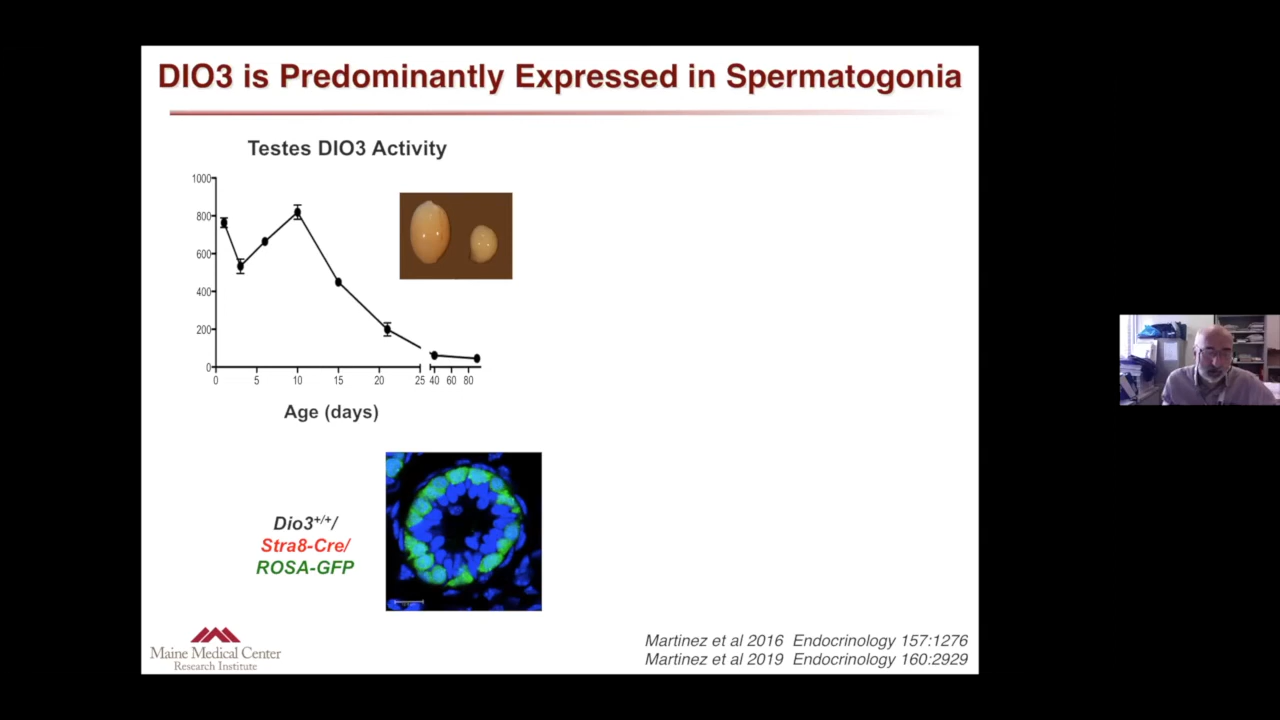 DIO3 is Predominantly Expressed in Spermatogonia
Testes DIO3 Activity
1000
800
600
400
200
0
0 5 10 15 20 25 40 60 80
Age (days)
Dio3+/+/
Stra8-Cre/
ROSA-GFP
Maine Medical Center
Research Institute
Martinez et al 2016 Endocrinology 157:1276
Martinez et al 2019 Endocrinology 160:2929